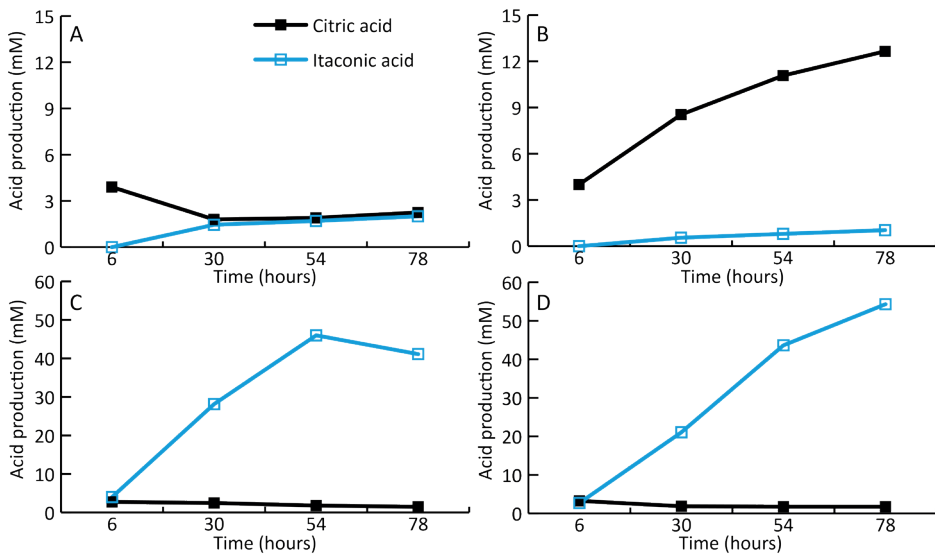 A
Citric acid
Itaconic acid
Acid production (mM)
15
12
9
6
3
0
6 30 54 78
Time (hours)
B
Acid production (mM)
15
12
9
6
3
0
6 30 54 78
Time (hours)
C
Acid production (mM)
60
50
40
30
20
10
0
6 30 54 78
Time (hours)
D
Acid production (mM)
60
50
40
30
20
10
0
6 30 54 78
Time (hours)